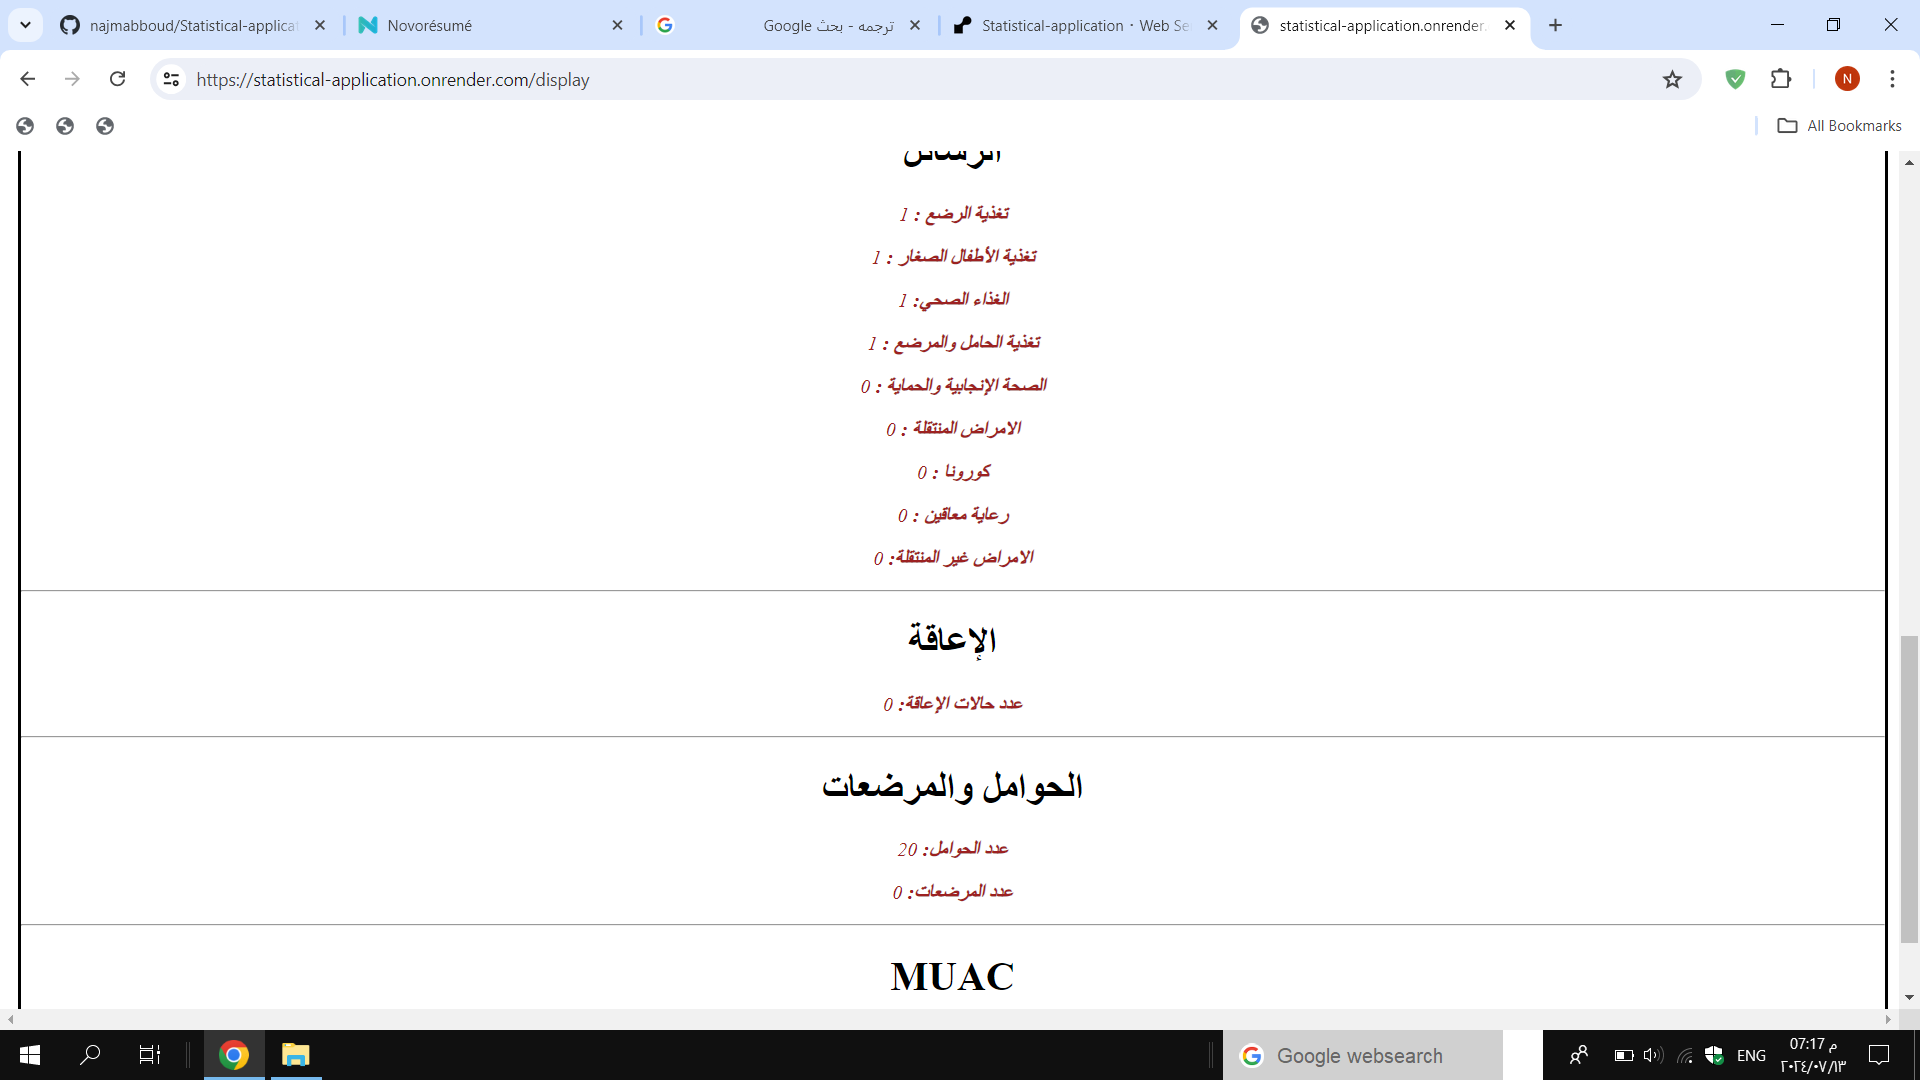 najmabboud/Statistical-applicat
Novorésumé
ترجمه - بحث Google
Statistical-application · Web Se
statistical-application.onrender.
https://statistical-application.onrender.com/display
N
All Bookmarks
الرسائل
تغذية الرضع : 1
تغذية الأطفال الصغار : 1
الغذاء الصحي: 1
تغذية الحامل والمرضع : 1
الصحة الإنجابية والحماية : 0
الامراض المنتقلة : 0
كورونا : 0
رعاية معاقين : 0
الامراض غير المنتقلة: 0
الإعاقة
عدد حالات الإعاقة: 0
الحوامل والمرضعات
عدد الحوامل: 20
عدد المرضعات: 0
MUAC
Google websearch
ENG
07:17 م
٢٠٢٤/٠٧/١٣